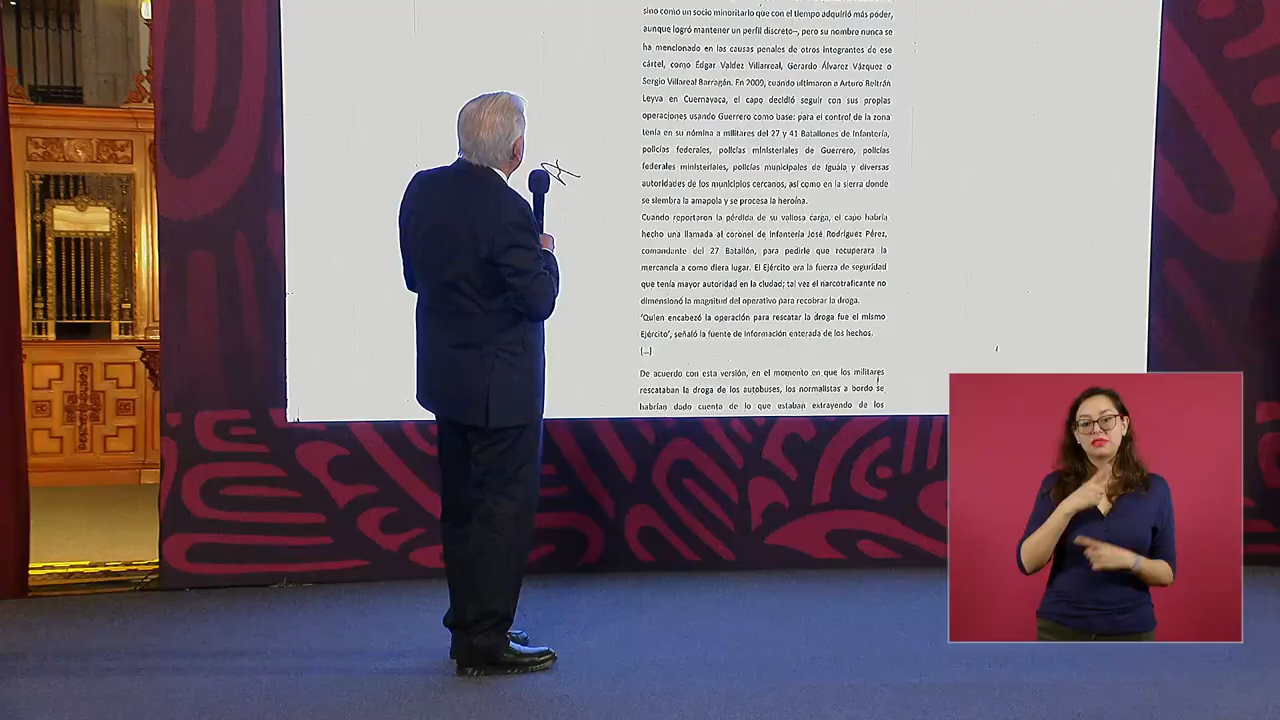 sino como un socio minoritario que con el tiempo adquirió más poder,
aunque logró mantener un perfil discreto–, pero su nombre nunca se
ha mencionado en las causas penales de otros integrantes de ese
cártel, como Édgar Valdez Villarreal, Gerardo Álvarez Vázquez o
Sergio Villareal Barragán. En 2009, cuando ultimaron a Arturo Beltrán
Leyva en Cuernavaca, el capo decidió seguir con sus propias
operaciones usando Guerrero como base: para el control de la zona
tenía en su nómina a militares del 27 y 41 Batallones de Infantería,
policías federales, policías ministeriales de Guerrero, policías
federales ministeriales, policías municipales de Iguala y diversas
autoridades de los municipios cercanos, así como en la sierra donde
se siembra la amapola y se procesa la heroína.
Cuando reportaron la pérdida de su valiosa carga, el capo habría
hecho una llamada al coronel de Infantería José Rodríguez Pérez,
comandante del 27 Batallón, para pedirle que recuperara la
mercancía a como diera lugar. El Ejército era la fuerza de seguridad
que tenía mayor autoridad en la ciudad; tal vez el narcotraficante no
dimensionó la magnitud del operativo para recobrar la droga.
‘Quien encabezó la operación para rescatar la droga fue el mismo
Ejército’, señaló la fuente de información enterada de los hechos.
[...]
De acuerdo con esta versión, en el momento en que los militares
rescataban la droga de los autobuses, los normalistas a bordo se
habrían dado cuenta de lo que estaban extrayendo de los